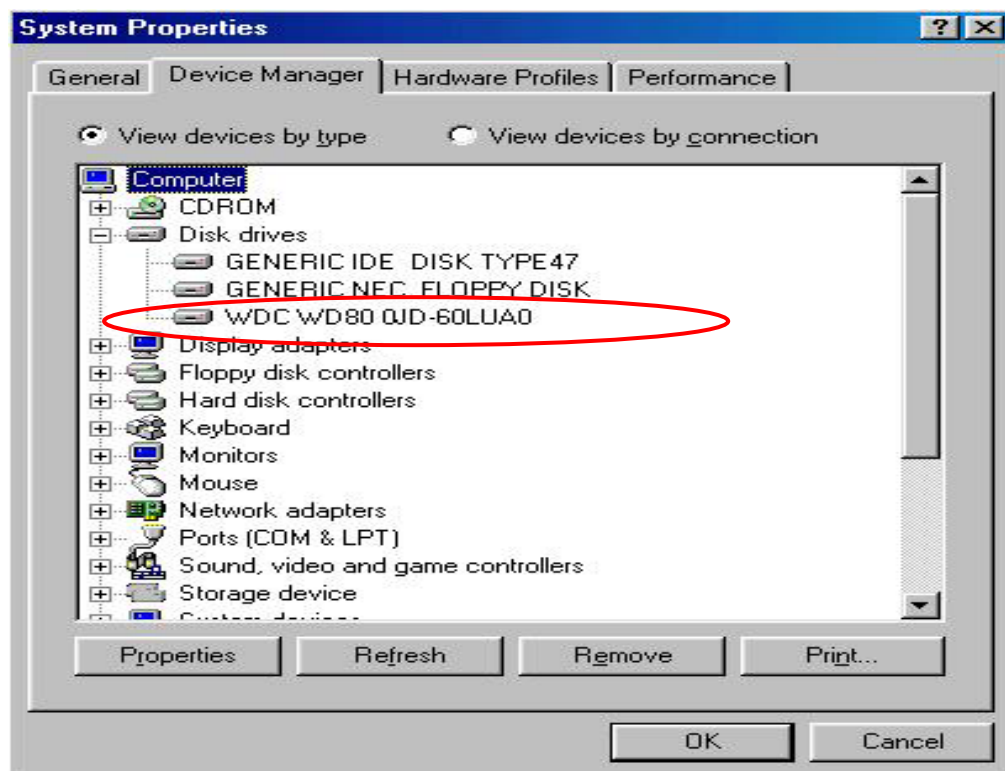 System Properties
General Device Manager Hardware Profiles Performance
View devices by type View devices by connection
Computer
CDROM
Disk drives
GENERIC IDE DISK TYPE47
GENERIC NEC FLOPPY DISK
WDC WD80 0JD-60LUA0
Display adapters
Floppy disk controllers
Hard disk controllers
Keyboard
Monitors
Mouse
Network adapters
Ports (COM & LPT)
Sound, video and game controllers
Storage device
System devices
Properties Refresh Remove Print...
OK Cancel